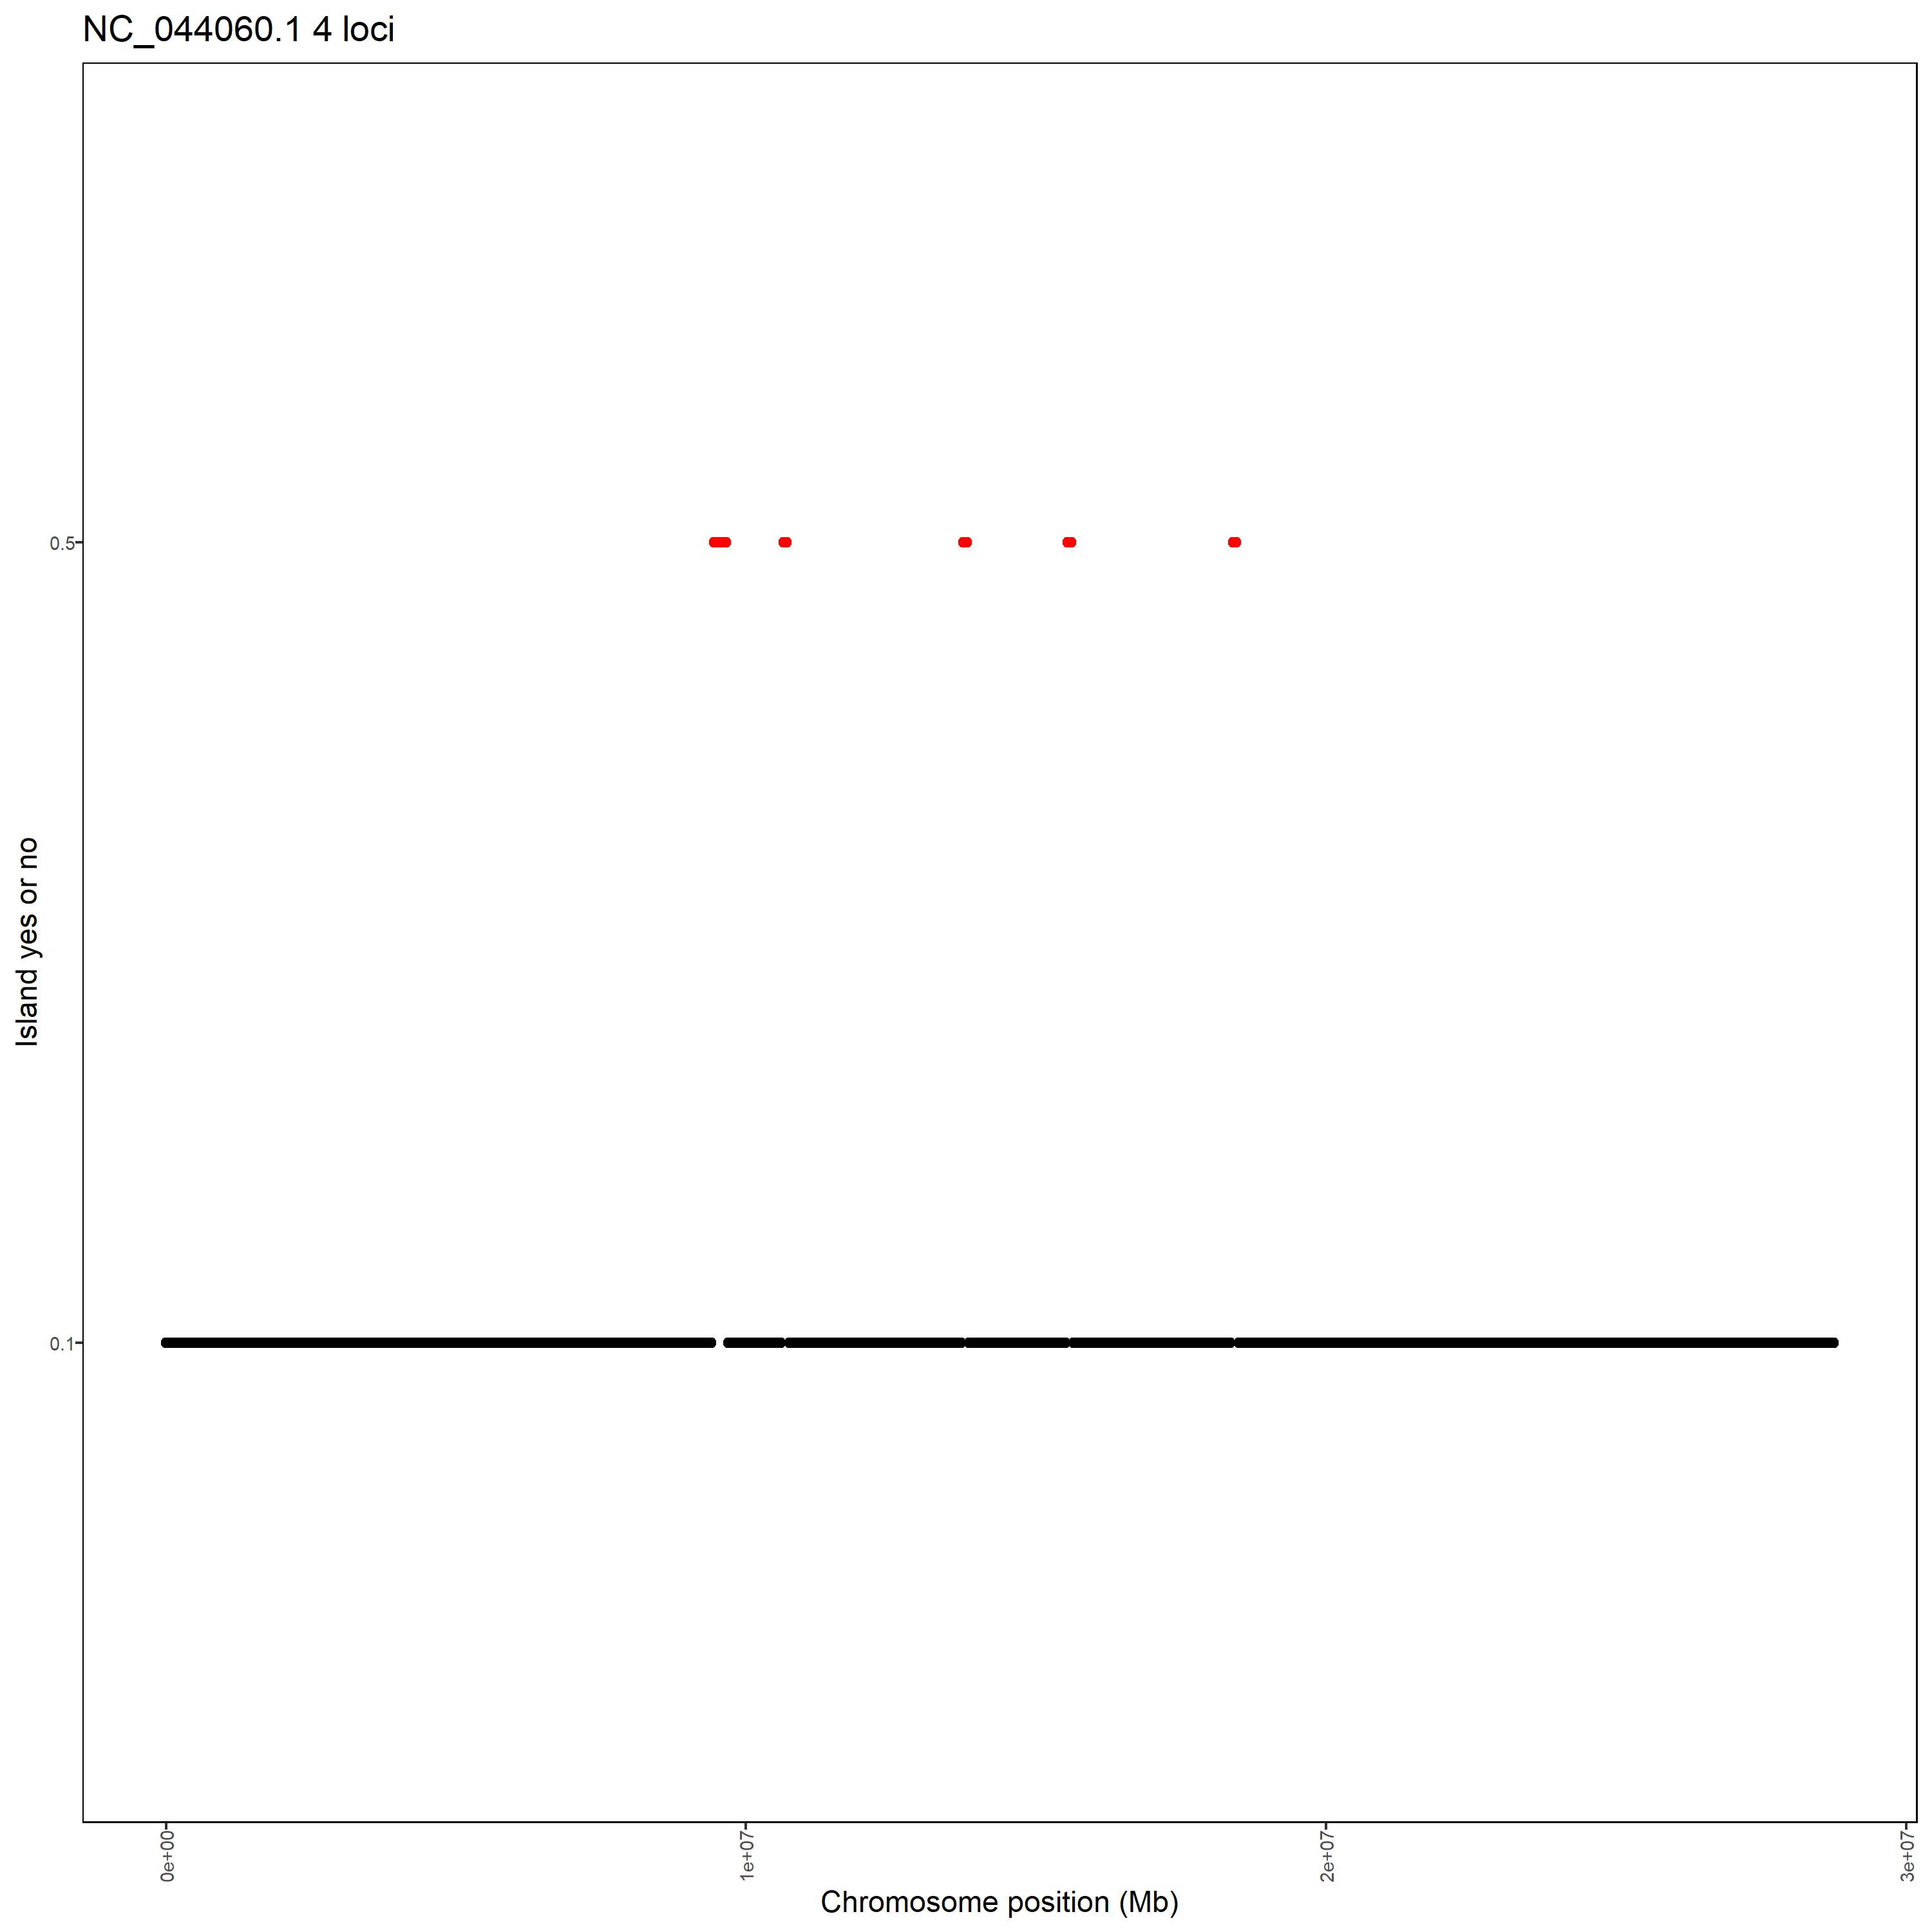 NC_044060.1 4 loci
Island yes or no
0.5
0.1
0e+00
1e+07
2e+07
3e+07
Chromosome position (Mb)